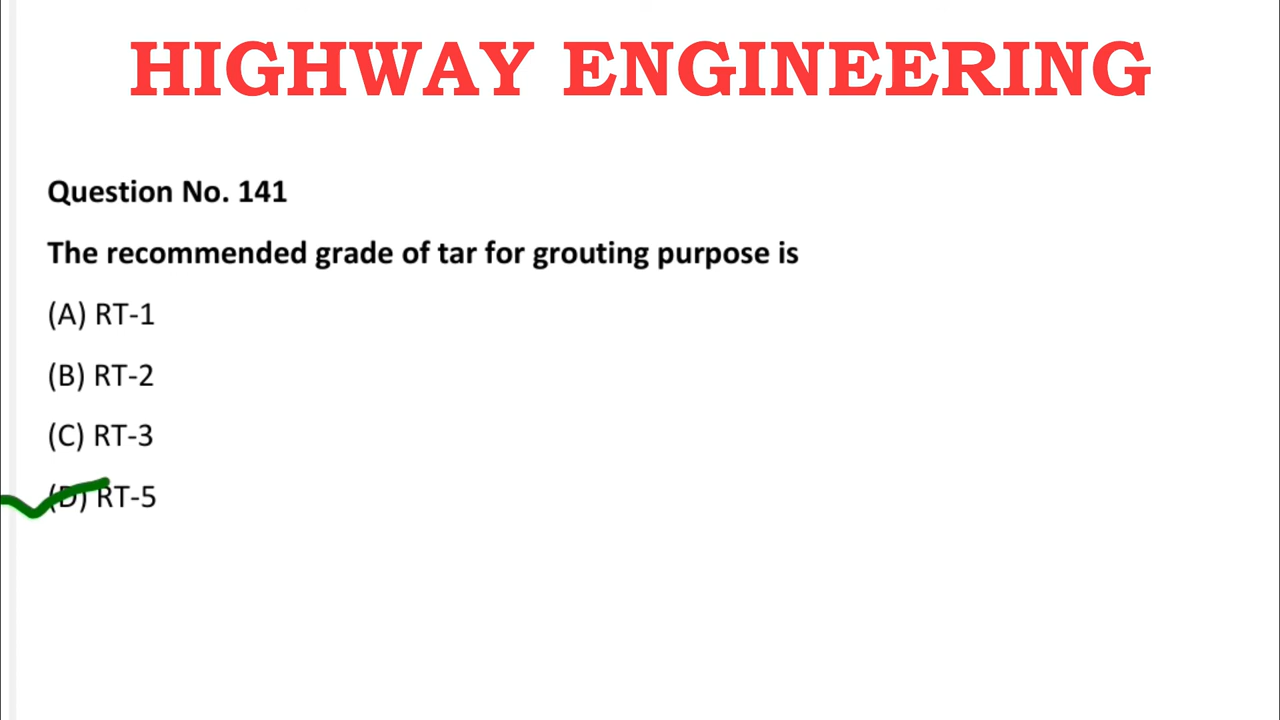 HIGHWAY ENGINEERING
Question No. 141
The recommended grade of tar for grouting purpose is
(A) RT-1
(B) RT-2
(C) RT-3
(D) RT-5